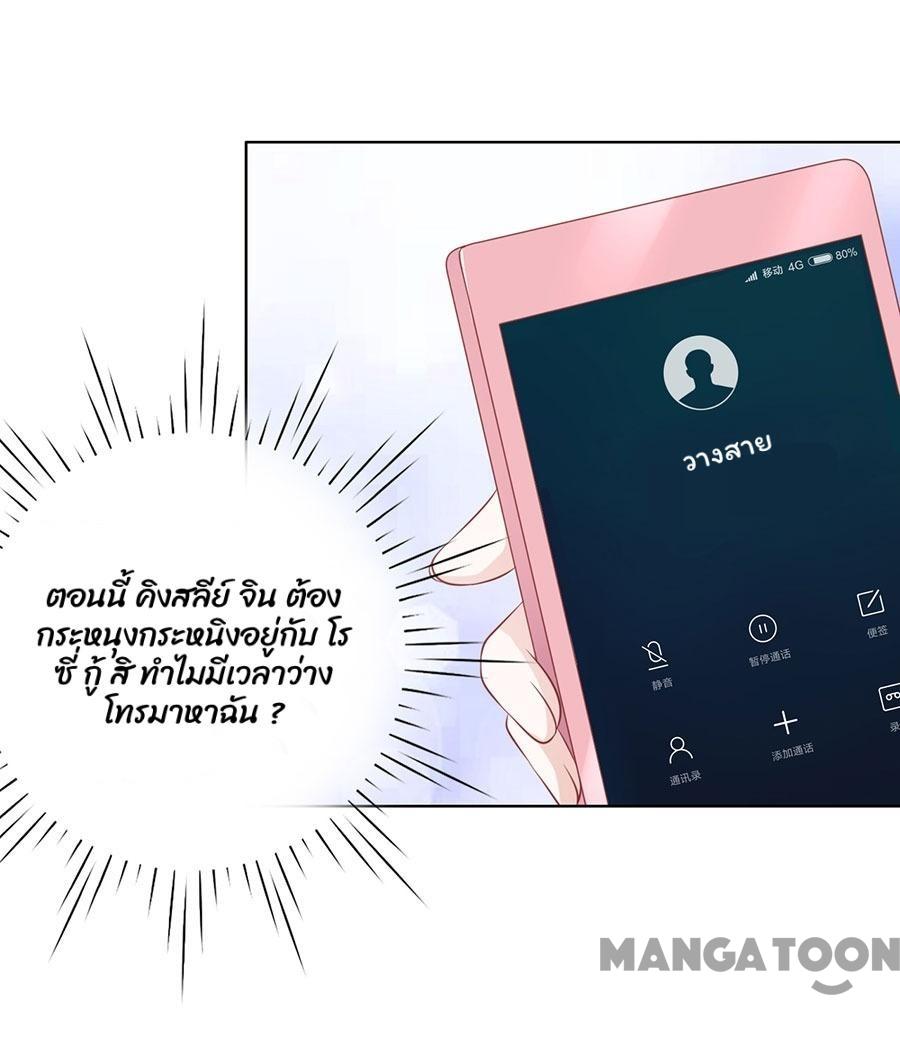 移动 4G 80%
วางสาย
ตอนนี้ คิงสลีย์ จิน ต้อง
กระหนุงกระหนิงอยู่กับ โร
ซี่ กู้ สิ ทำไมมีเวลาว่าง
โทรมาหาฉัน ?
静音
暂停通话
便签
通讯录
添加通话
录
MANGATOON